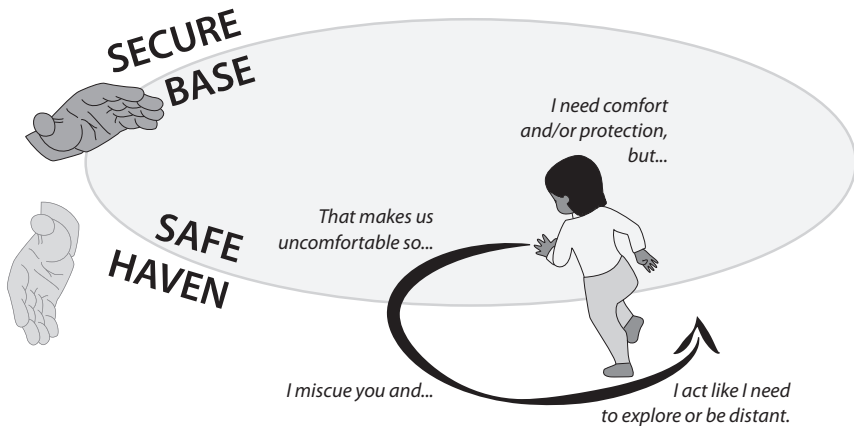 SECURE
BASE
I need comfort
and/or protection,
but...
That makes us
uncomfortable so...
SAFE
HAVEN
I miscue you and...
I act like I need
to explore or be distant.